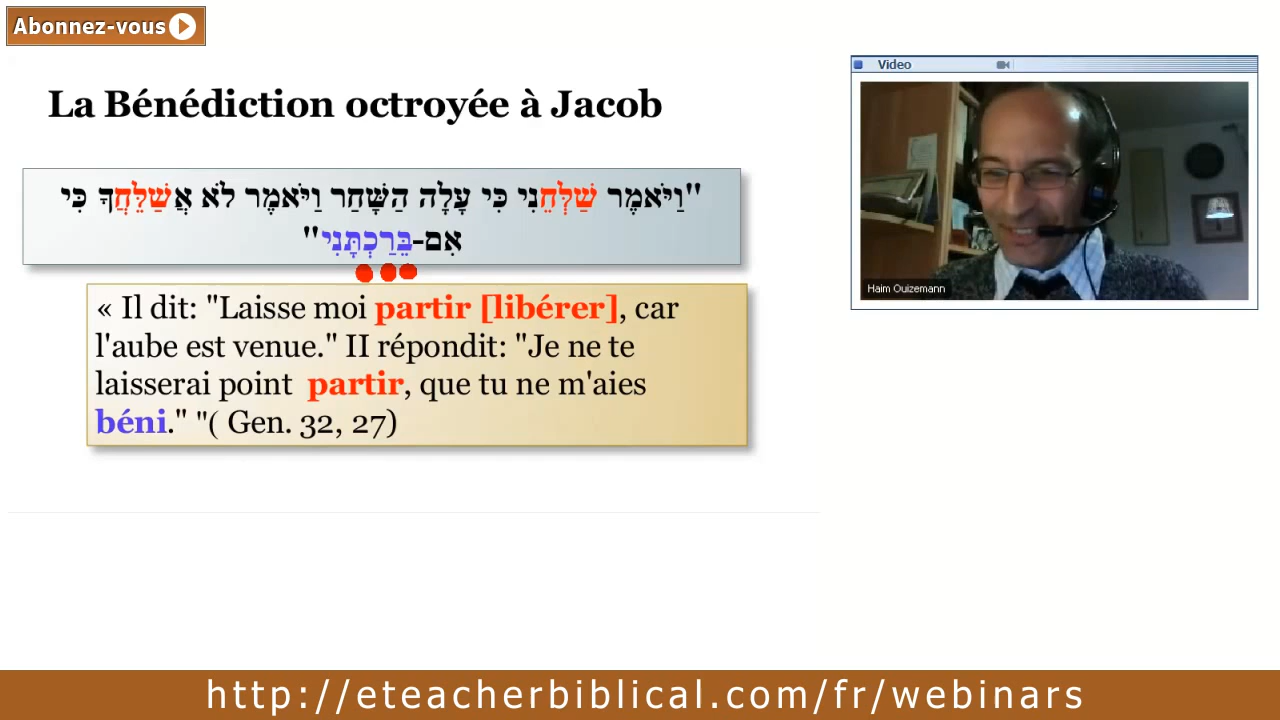 Abonnez-vous
La Bénédiction octroyée à Jacob
"וַיֹּאמֶר שַׁלְּחֵנִי כִּי עָלָה הַשָּׁחַר וַיֹּאמֶר לֹא אֲשַׁלֵּחֲךָ כִּי
אִם-בֵּרַכְתָּנִי"
« Il dit: "Laisse moi partir [libérer], car
l'aube est venue." II répondit: "Je ne te
laisserai point partir, que tu ne m'aies
béni." "( Gen. 32, 27)
Video
Haim Ouizemann
http://eteacherbiblical.com/fr/webinars